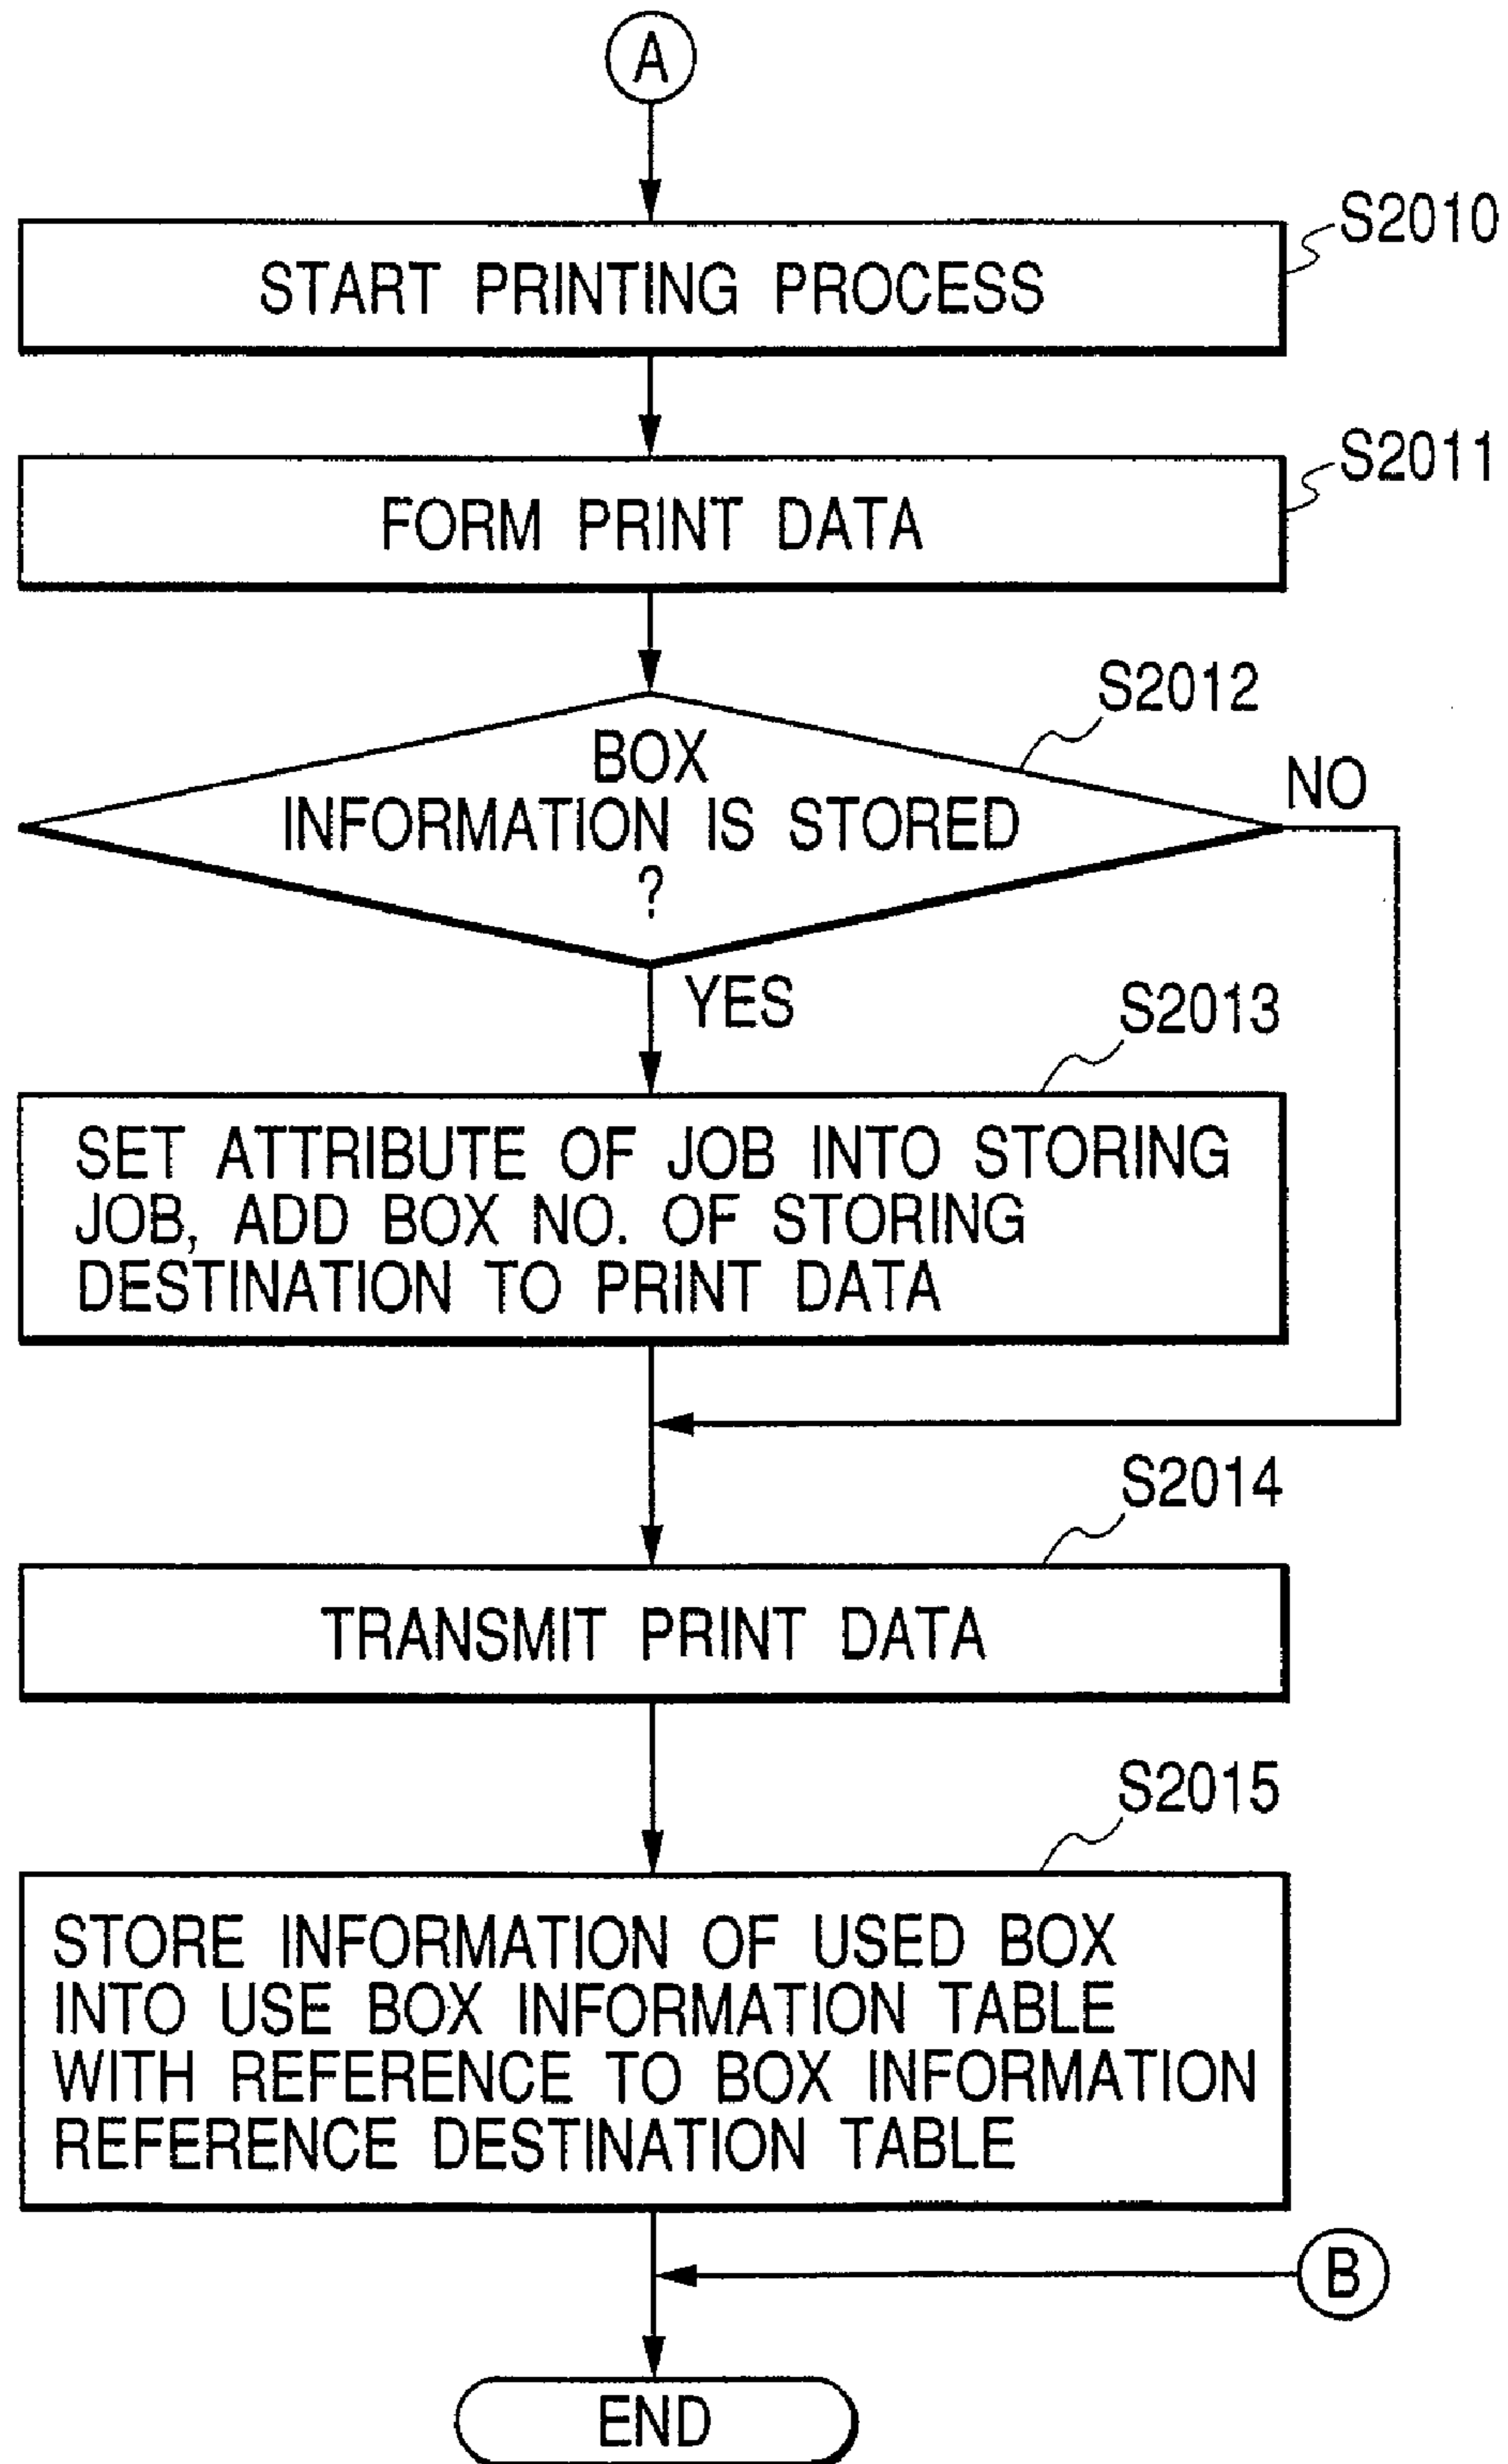 A
S2010
START PRINTING PROCESS
S2011
FORM PRINT DATA
S2012
BOX
INFORMATION IS STORED
?
NO
YES
S2013
SET ATTRIBUTE OF JOB INTO STORING
JOB, ADD BOX NO. OF STORING
DESTINATION TO PRINT DATA
S2014
TRANSMIT PRINT DATA
S2015
STORE INFORMATION OF USED BOX
INTO USE BOX INFORMATION TABLE
WITH REFERENCE TO BOX INFORMATION
REFERENCE DESTINATION TABLE
B
END